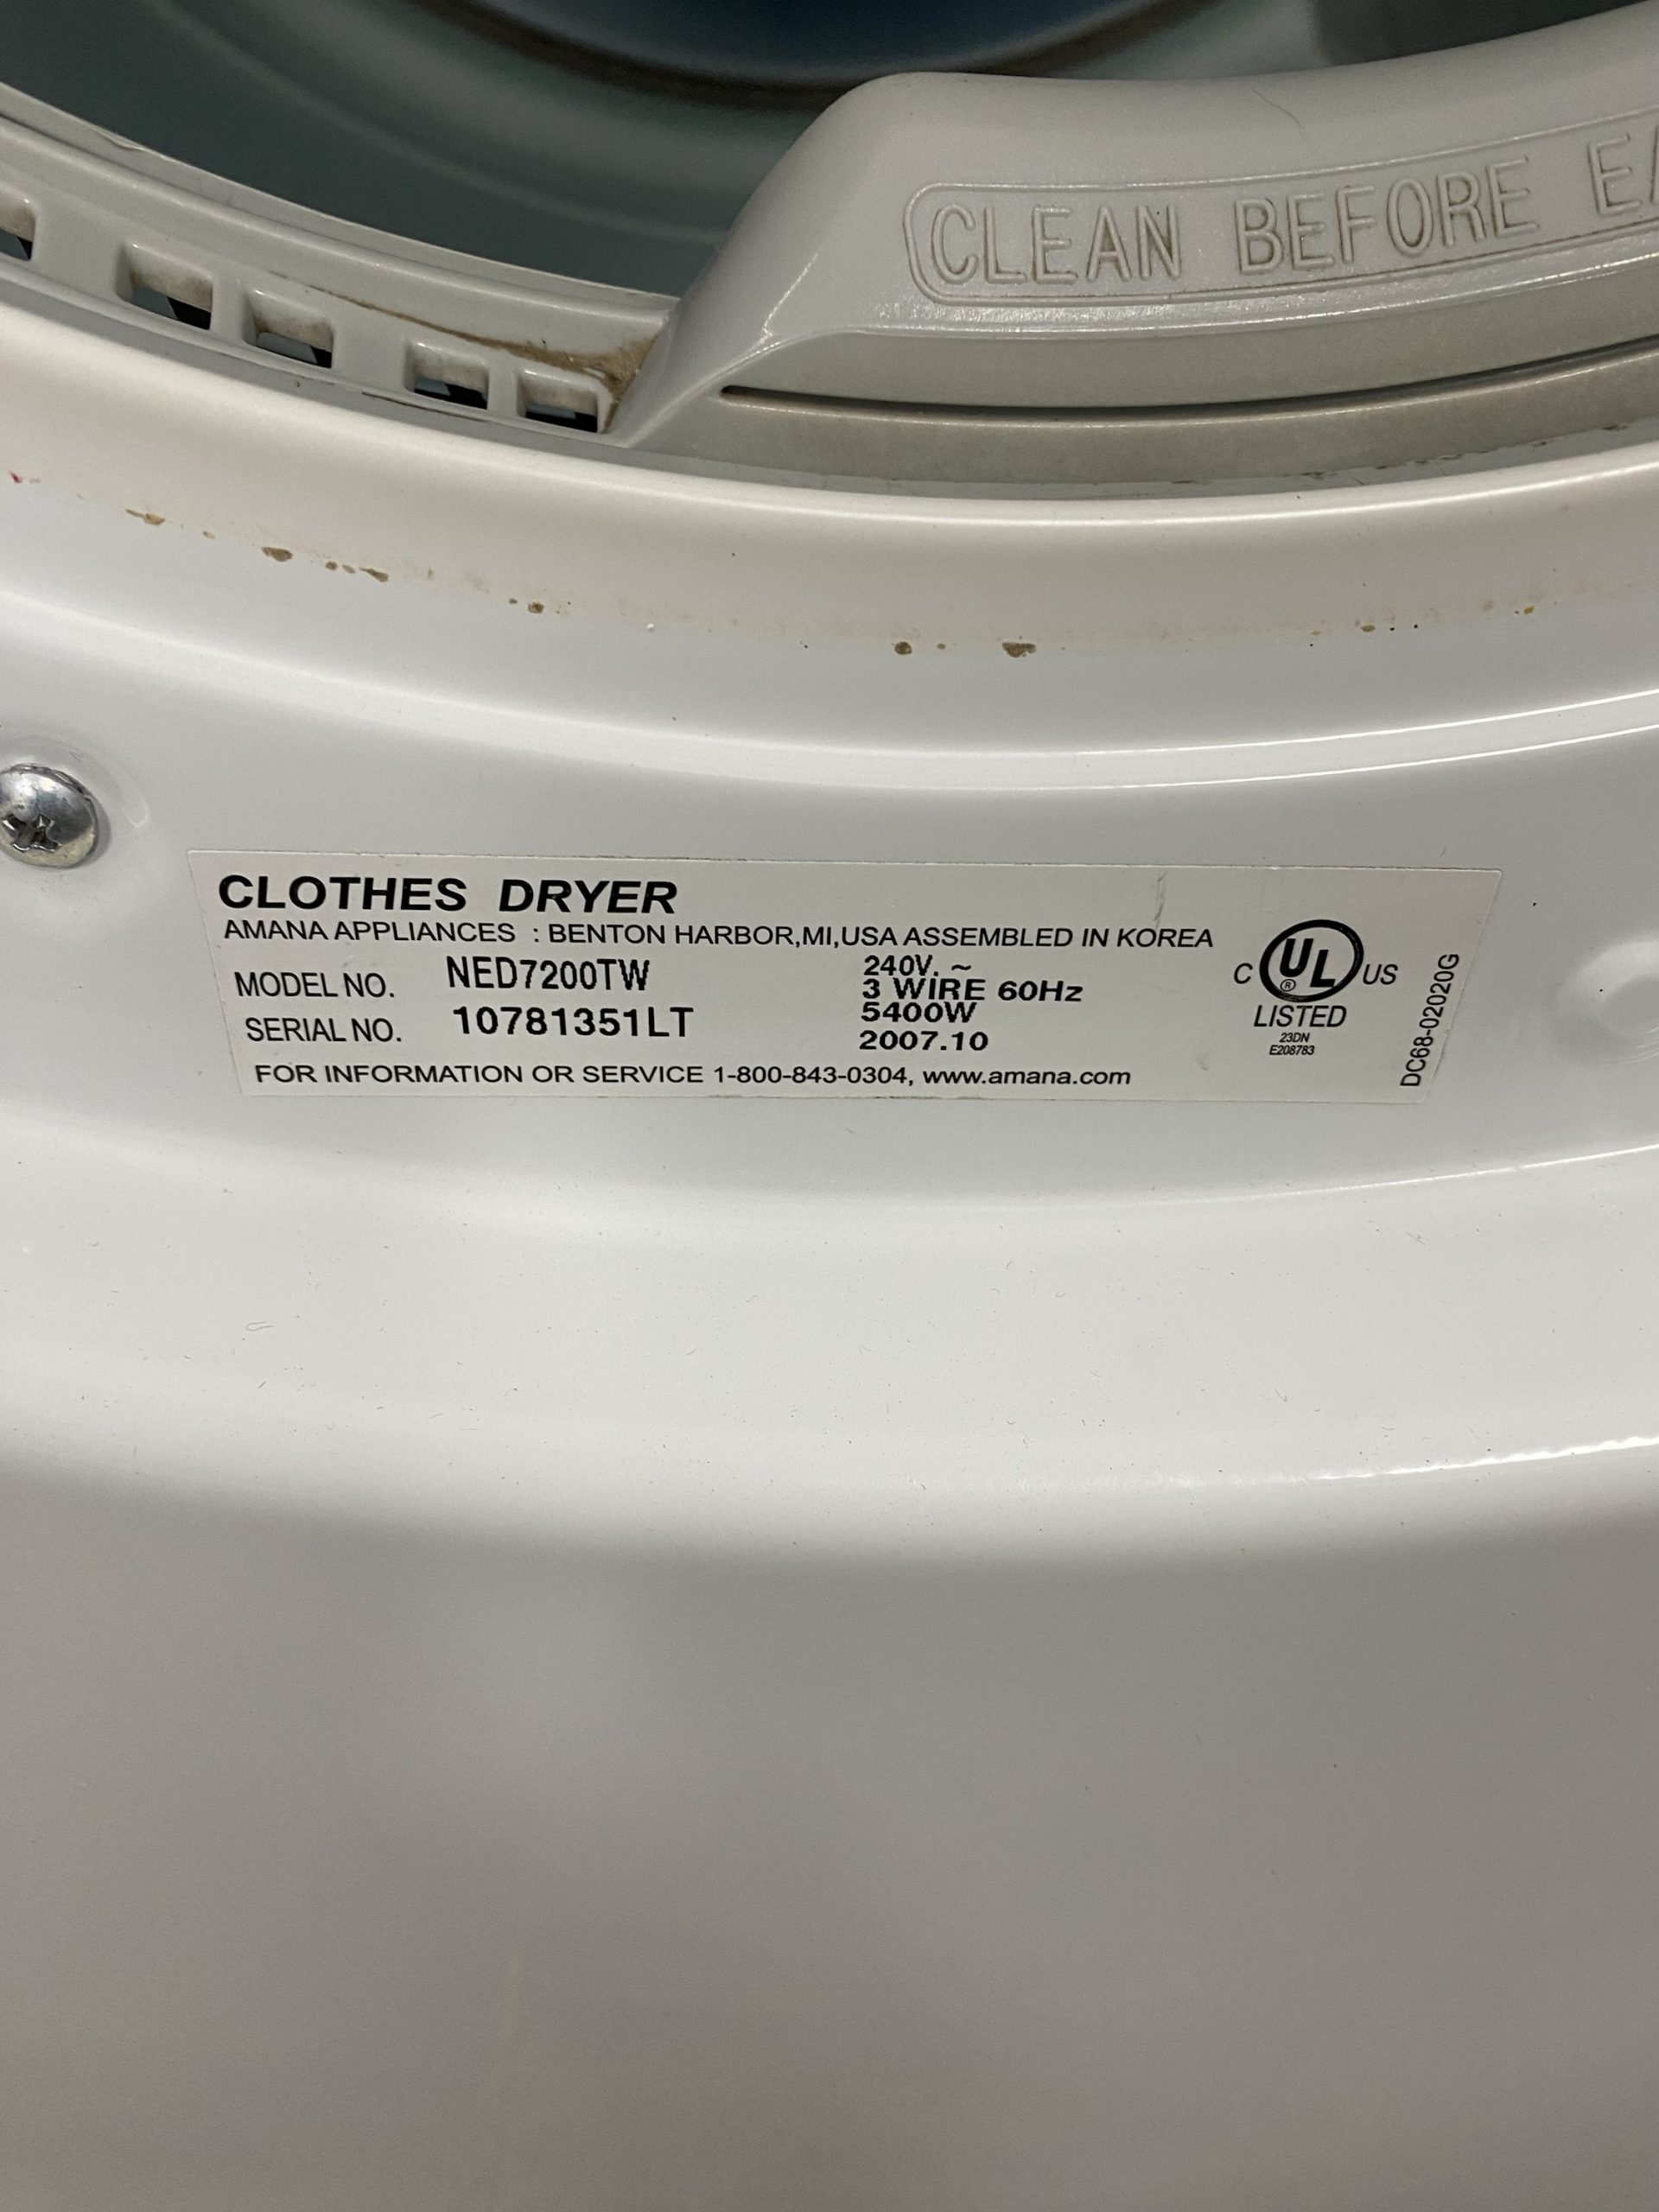 CLEAN BEFORE
CLOTHES DRYER
AMANA APPLIANCES : BENTON HARBOR,MI,USA ASSEMBLED IN KOREA
MODEL NO. NED7200TW
SERIAL NO. 10781351LT
240V. ~
3 WIRE 60Hz
5400W
2007.10
FOR INFORMATION OR SERVICE 1-800-843-0304, www.amana.com
C UL® US
LISTED
23DN
E208783
DC68-02020G